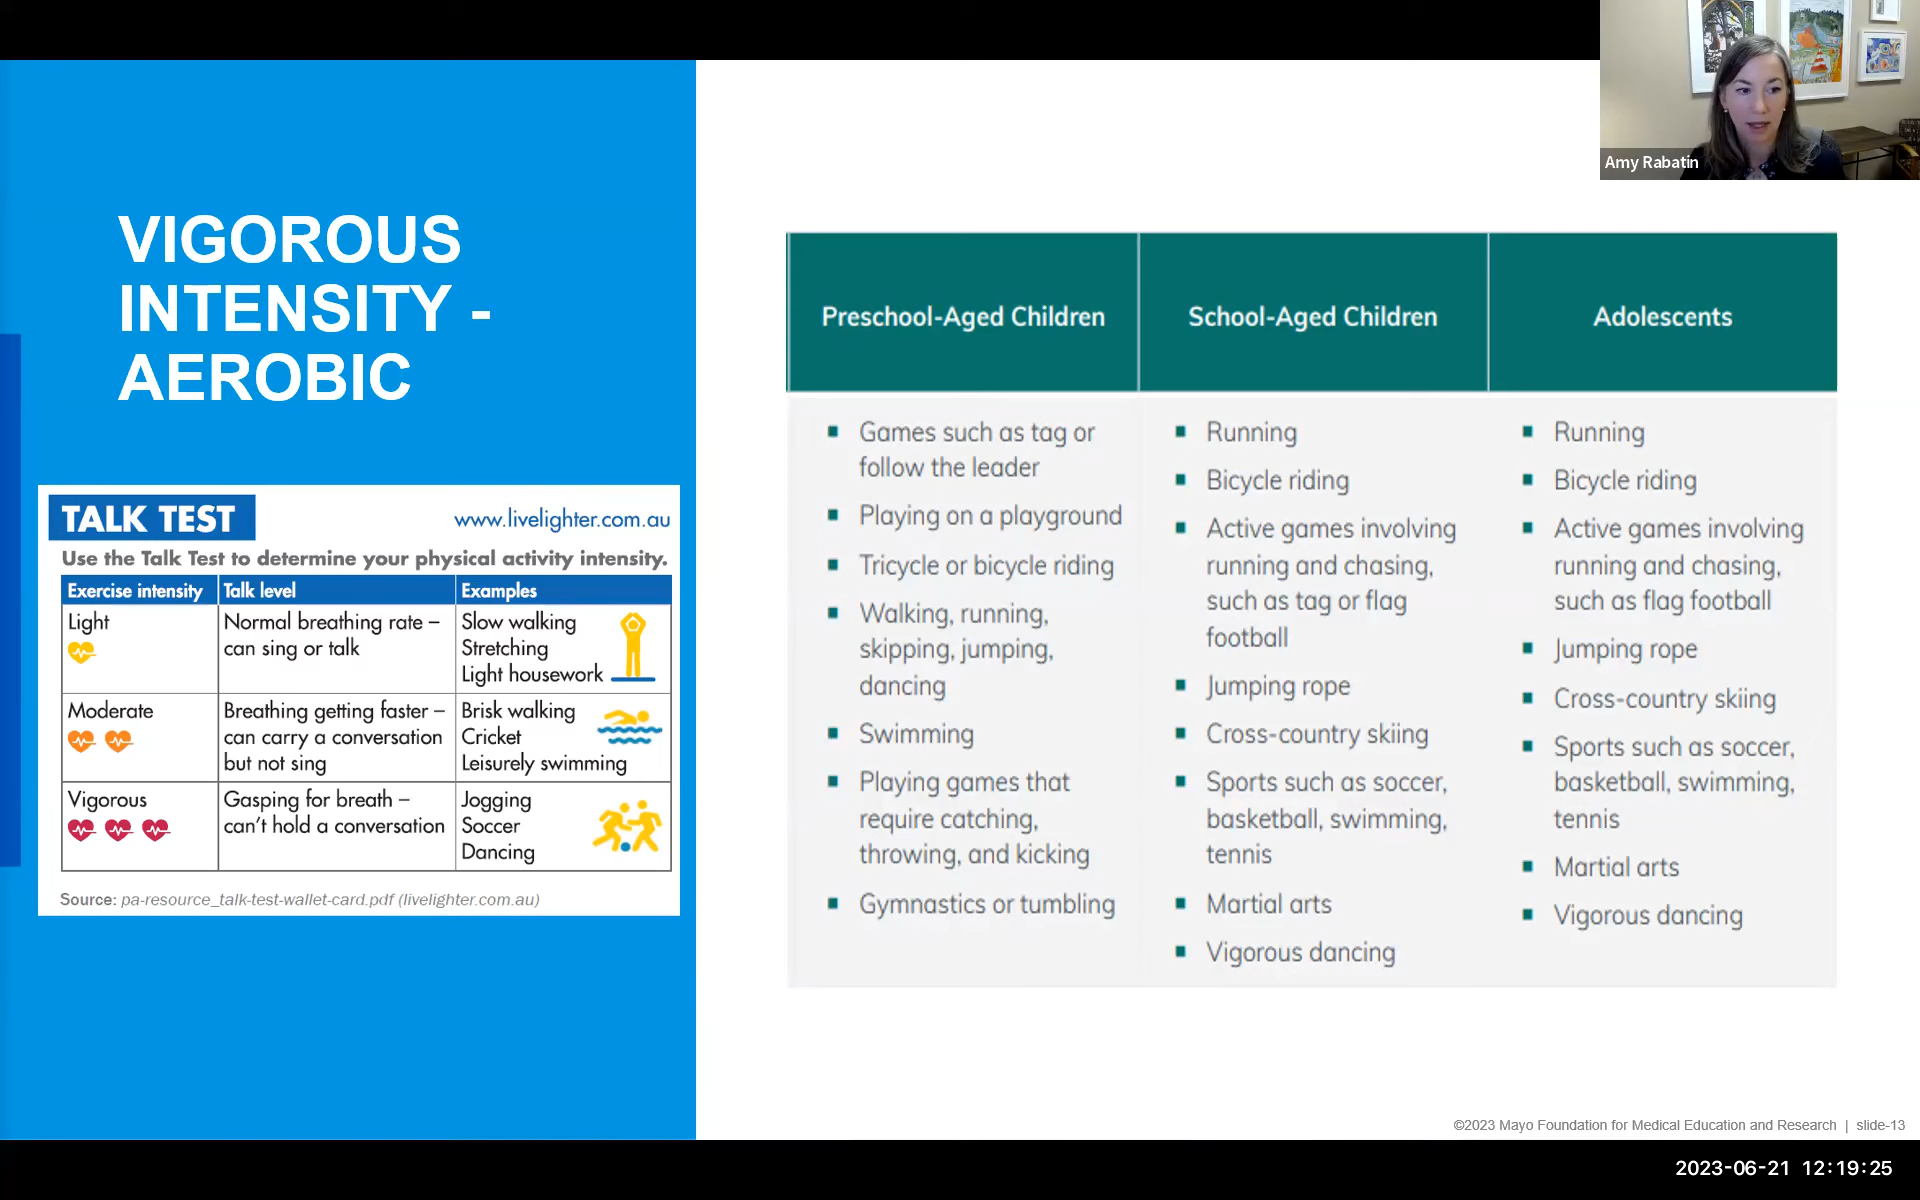 Amy Rabatin
VIGOROUS
INTENSITY -
AEROBIC
TALK TEST
www.livelighter.com.au
Use the Talk Test to determine your physical activity intensity.
Exercise intensity Talk level Examples
Light
Normal breathing rate –
can sing or talk
Slow walking
Stretching
Light housework
Moderate
Breathing getting faster –
can carry a conversation
but not sing
Brisk walking
Cricket
Leisurely swimming
Vigorous
Gasping for breath –
can't hold a conversation
Jogging
Soccer
Dancing
Source: pa-resource_talk-test-wallet-card.pdf (livelighter.com.au)
Preschool-Aged Children
Games such as tag or
follow the leader
Playing on a playground
Tricycle or bicycle riding
Walking, running,
skipping, jumping,
dancing
Swimming
Playing games that
require catching,
throwing, and kicking
Gymnastics or tumbling
School-Aged Children
Running
Bicycle riding
Active games involving
running and chasing,
such as tag or flag
football
Jumping rope
Cross-country skiing
Sports such as soccer,
basketball, swimming,
tennis
Martial arts
Vigorous dancing
Adolescents
Running
Bicycle riding
Active games involving
running and chasing,
such as flag football
Jumping rope
Cross-country skiing
Sports such as soccer,
basketball, swimming,
tennis
Martial arts
Vigorous dancing
©2023 Mayo Foundation for Medical Education and Research | slide-13
2023-06-21 12:19:25